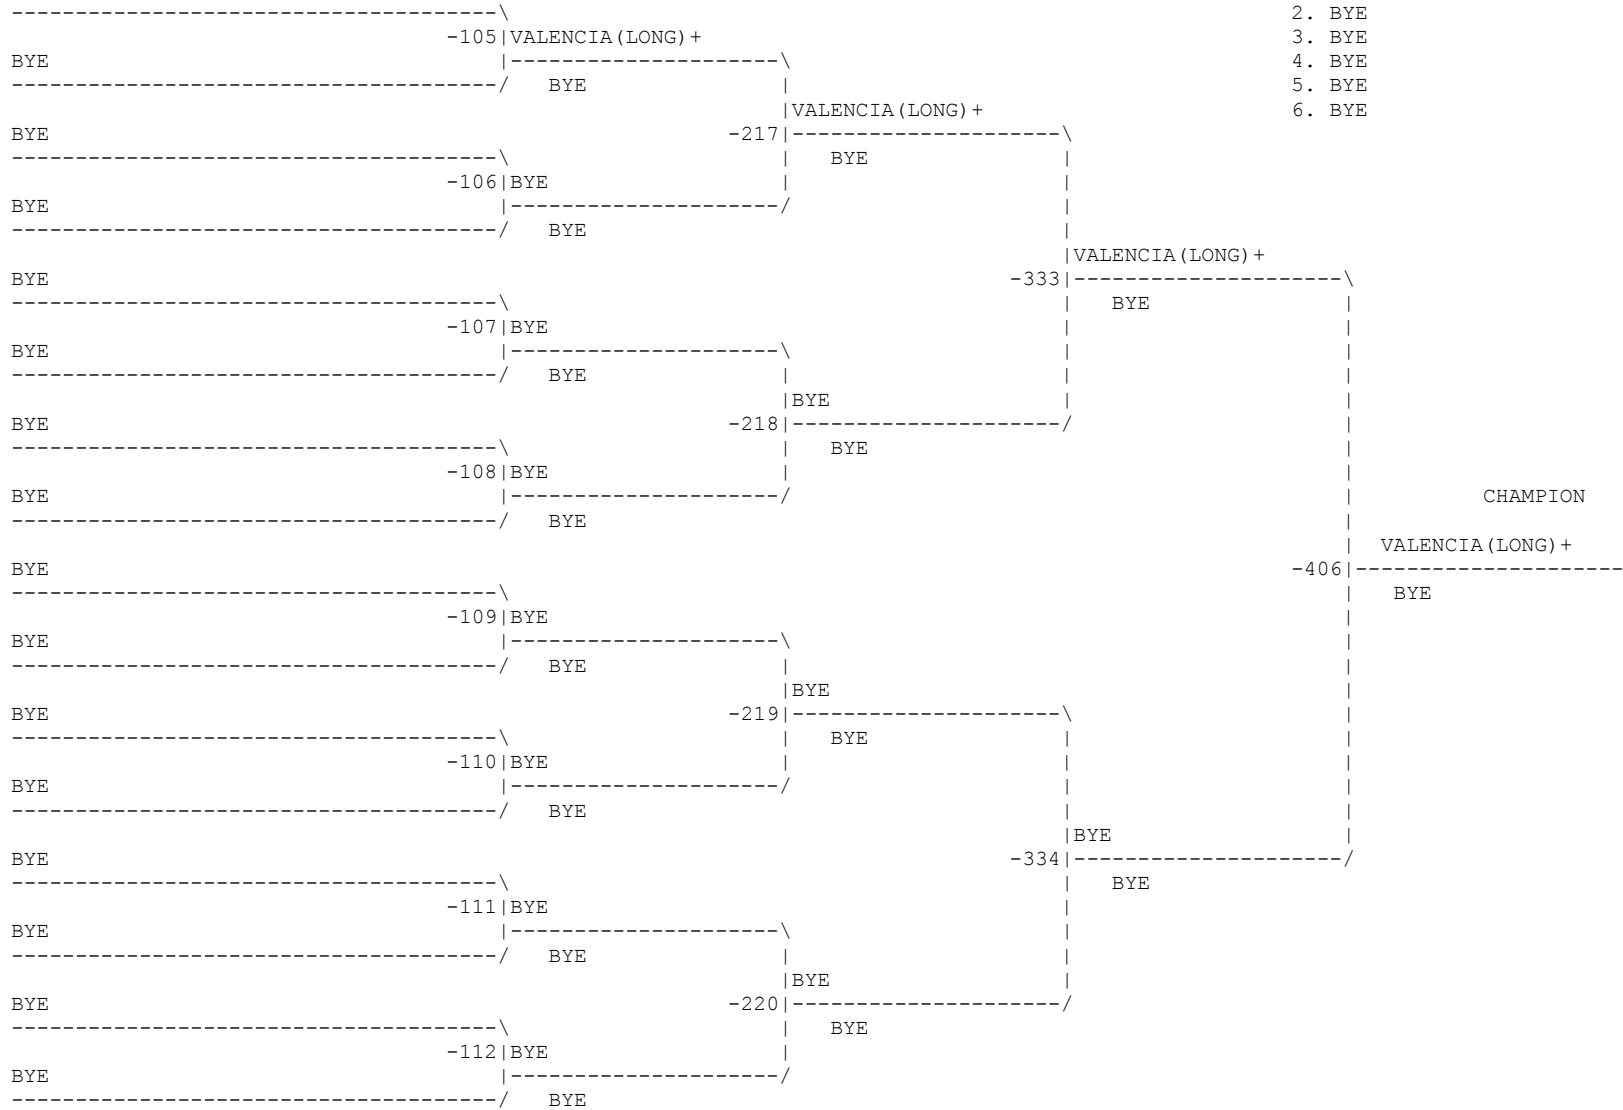 --------------------------------------\ 2. BYE
-105|VALENCIA(LONG)+ 3. BYE
BYE |---------------------\ 4. BYE
--------------------------------------/ BYE | 5. BYE
|VALENCIA(LONG)+ 6. BYE
BYE -217|---------------------\
--------------------------------------\ | BYE |
-106|BYE | |
BYE |---------------------/ |
--------------------------------------/ BYE |
|VALENCIA(LONG)+
BYE -333|---------------------\
--------------------------------------\ | BYE |
-107|BYE | |
BYE |---------------------\ | |
--------------------------------------/ BYE | | |
|BYE | |
BYE -218|---------------------/ |
--------------------------------------\ | BYE |
-108|BYE | |
BYE |---------------------/ | CHAMPION
--------------------------------------/ BYE |
| VALENCIA(LONG)+
BYE -406|---------------------
--------------------------------------\ | BYE
-109|BYE |
BYE |---------------------\ |
--------------------------------------/ BYE | |
|BYE |
BYE -219|---------------------\ |
--------------------------------------\ | BYE | |
-110|BYE | | |
BYE |---------------------/ | |
--------------------------------------/ BYE | |
|BYE |
BYE -334|---------------------/
--------------------------------------\ | BYE
-111|BYE |
BYE |---------------------\ |
--------------------------------------/ BYE | |
|BYE |
BYE -220|---------------------/
--------------------------------------\ | BYE
-112|BYE |
BYE |---------------------/
--------------------------------------/ BYE